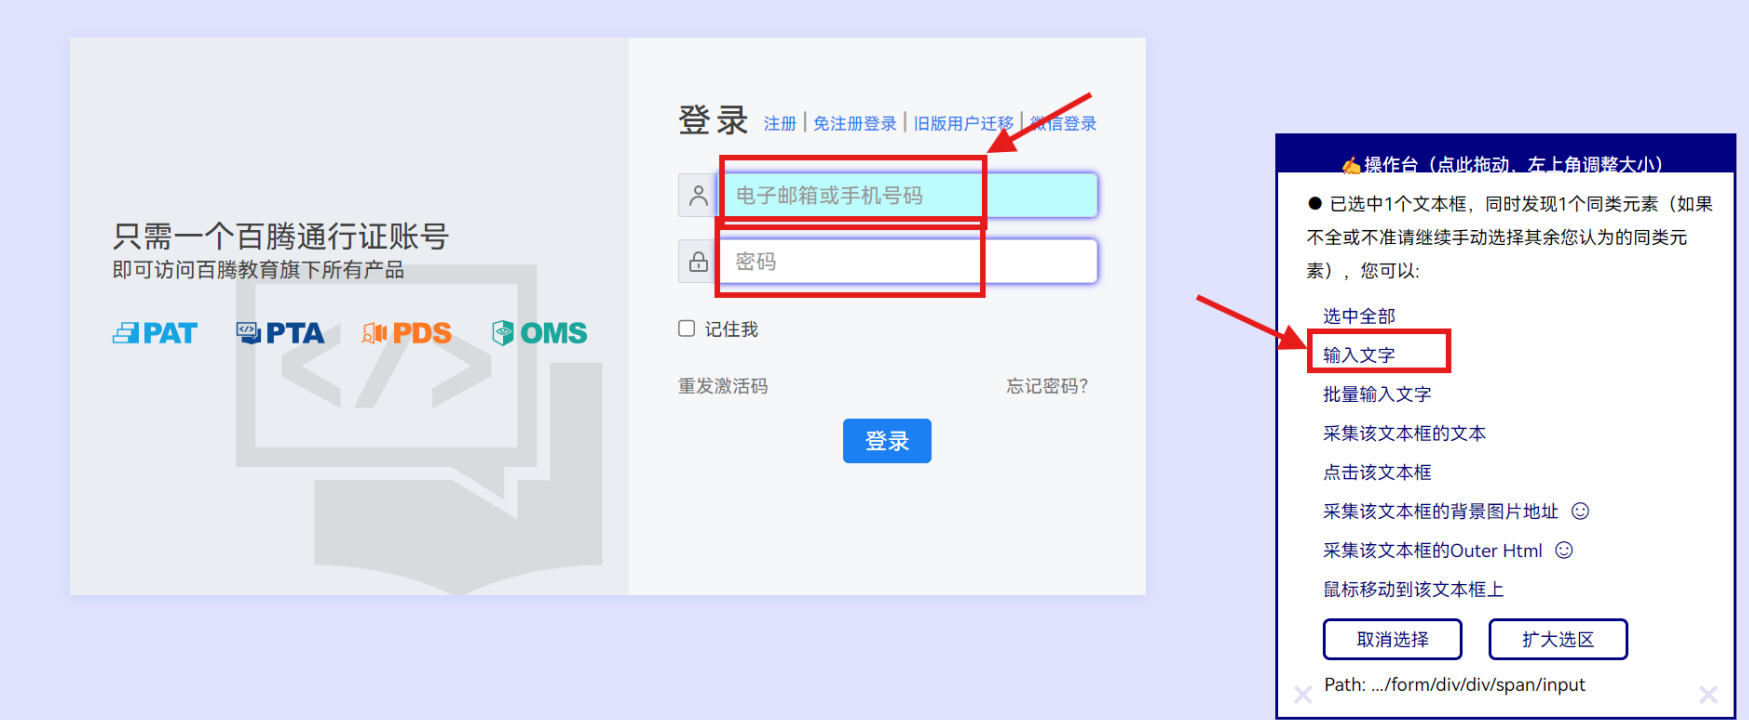 登录 注册 | 免注册登录 | 旧版用户迁移 | 微信登录
电子邮箱或手机号码
密码
记住我
重发激活码 忘记密码?
登录
只需一个百腾通行证账号
即可访问百腾教育旗下所有产品
PAT PTA PDS OMS
✍操作台（点此拖动，左上角调整大小）
● 已选中1个文本框，同时发现1个同类元素（如果
不全或不准请继续手动选择其余您认为的同类元
素），您可以:
选中全部
输入文字
批量输入文字
采集该文本框的文本
点击该文本框
采集该文本框的背景图片地址 ☺
采集该文本框的Outer Html ☺
鼠标移动到该文本框上
取消选择 扩大选区
Path: .../form/div/div/span/input